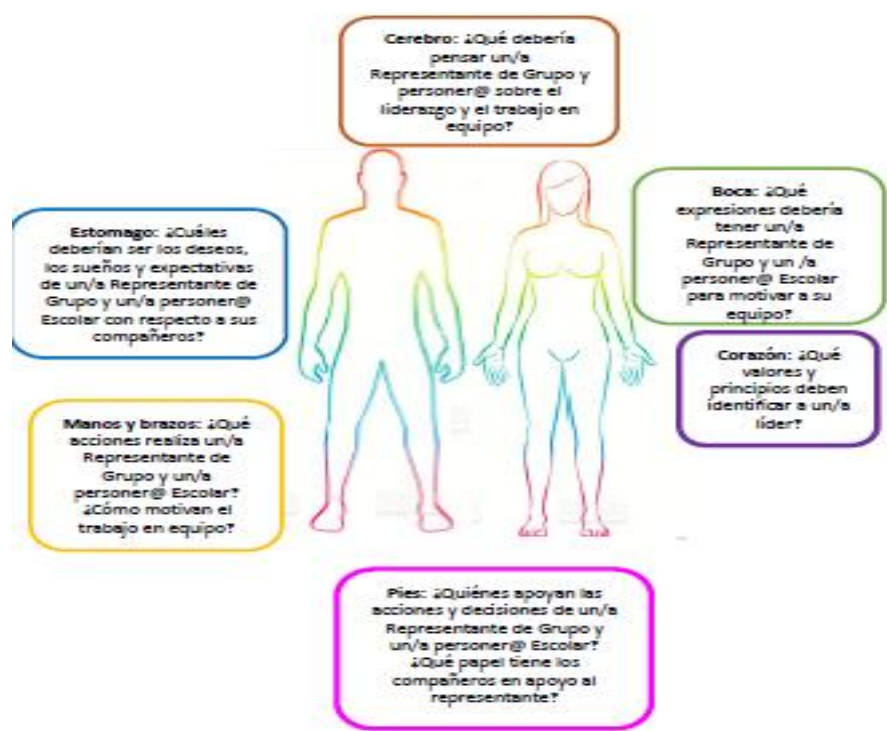 Cerebro: ¿Qué debería
pensar un/a
Representante de Grupo y
personer@ sobre el
liderazgo y el trabajo en
equipo?
Estomago: ¿Cuáles
deberían ser los deseos,
los sueños y expectativas
de un/a Representante de
Grupo y un/a personer@
Escolar con respecto a sus
compañeros?
Boca: ¿Qué
expresiones debería
tener un/a
Representante de
Grupo y un /a
personer@ Escolar
para motivar a su
equipo?
Corazón: ¿Qué
valores y
principios deben
identificar a un/a
líder?
Manos y brazos: ¿Qué
acciones realiza un/a
Representante de
Grupo y un/a
personer@ Escolar?
¿Cómo motivan el
trabajo en equipo?
Pies: ¿Quiénes apoyan las
acciones y decisiones de un/a
Representante de Grupo y
un/a personer@ Escolar?
¿Qué papel tiene los
compañeros en apoyo al
representante?